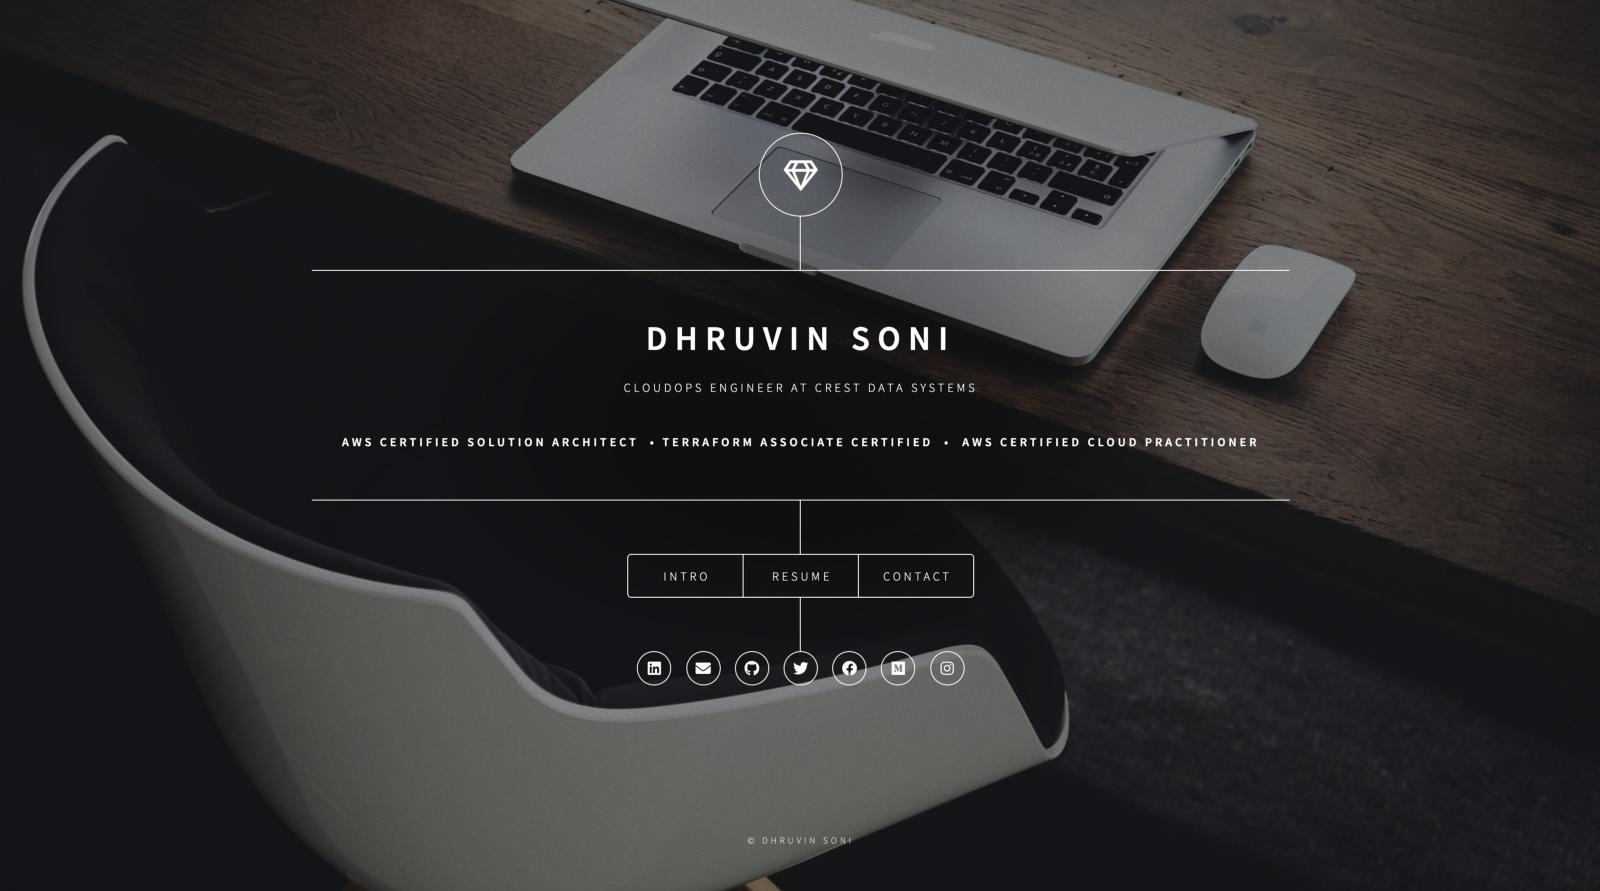 DHRUVIN SONI
CLOUDOPS ENGINEER AT CREST DATA SYSTEMS
AWS CERTIFIED SOLUTION ARCHITECT • TERRAFORM ASSOCIATE CERTIFIED • AWS CERTIFIED CLOUD PRACTITIONER
INTRO RESUME CONTACT
© DHRUVIN SONI